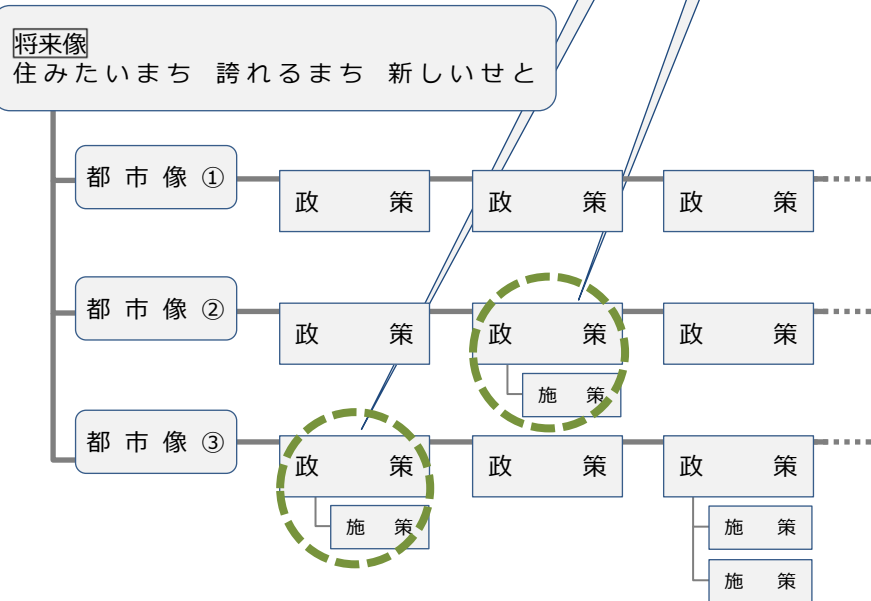 将来像
住みたいまち 誇れるまち 新しいせと
都市像①
政策
政策
政策
都市像②
政策
政策
政策
施策
都市像③
政策
政策
政策
施策
施策
施策